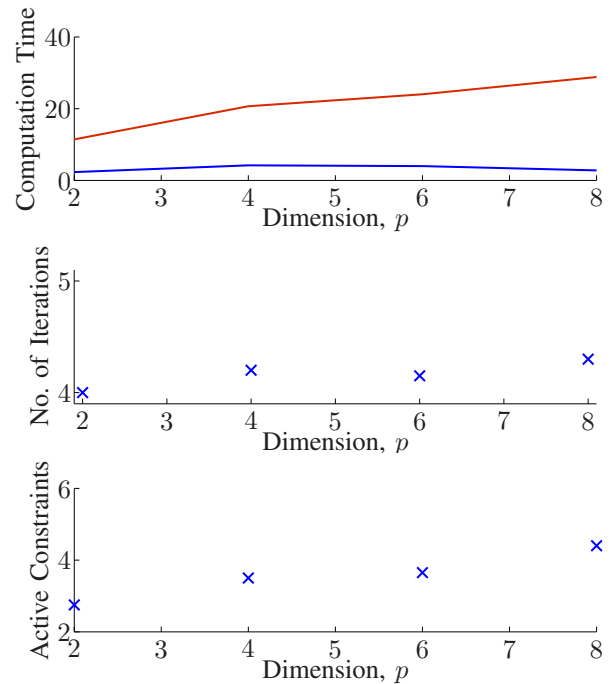 Computation Time
40
20
0
2 3 4 5 6 7 8
Dimension, p
No. of Iterations
5
4
2 3 4 5 6 7 8
Dimension, p
Active Constraints
6
4
2
2 3 4 5 6 7 8
Dimension, p